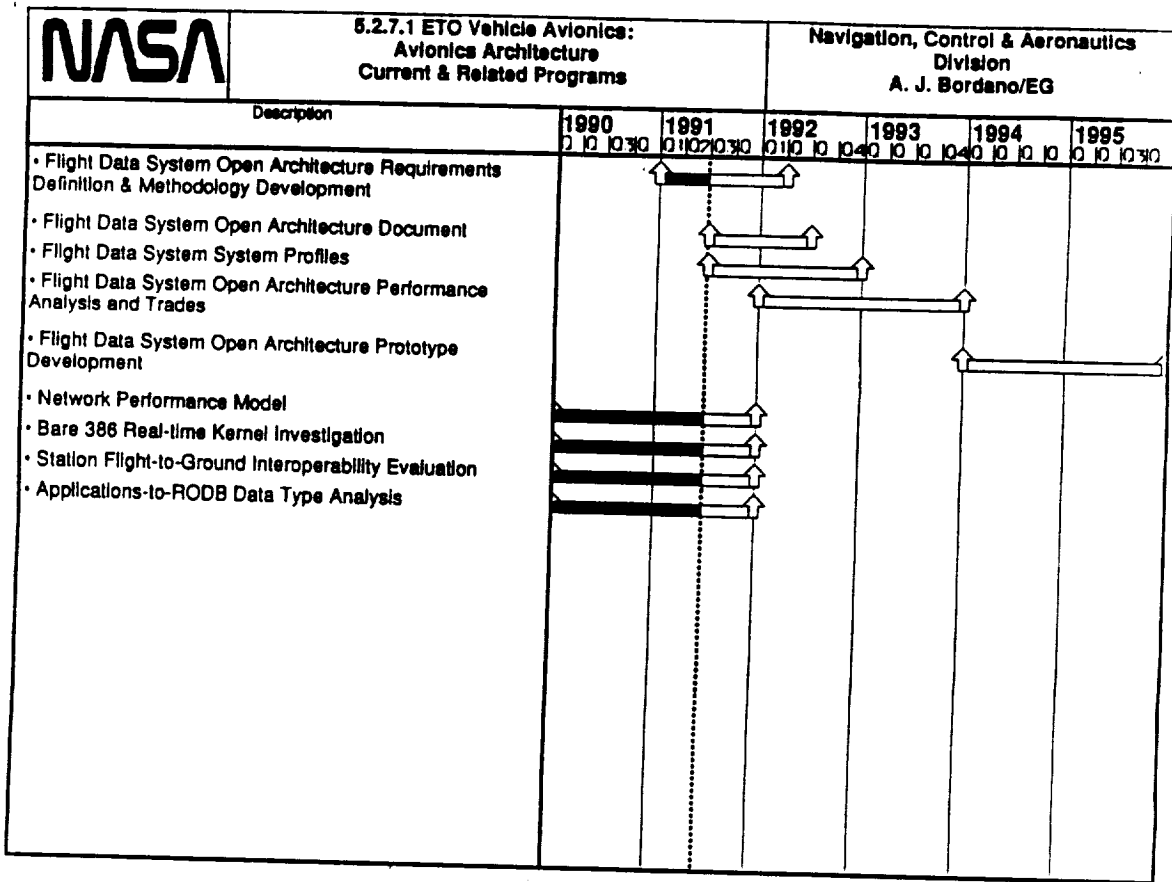 NASA
5.2.7.1 ETO Vehicle Avionics:
Avionics Architecture
Current & Related Programs
Navigation, Control & Aeronautics
Division
A. J. Bordano/EG
Description
1990 1991 1992 1993 1994 1995
• Flight Data System Open Architecture Requirements
Definition & Methodology Development
• Flight Data System Open Architecture Document
• Flight Data System System Profiles
• Flight Data System Open Architecture Performance
Analysis and Trades
• Flight Data System Open Architecture Prototype
Development
• Network Performance Model
• Bare 386 Real-time Kernel Investigation
• Station Flight-to-Ground Interoperability Evaluation
• Applications-to-RODB Data Type Analysis